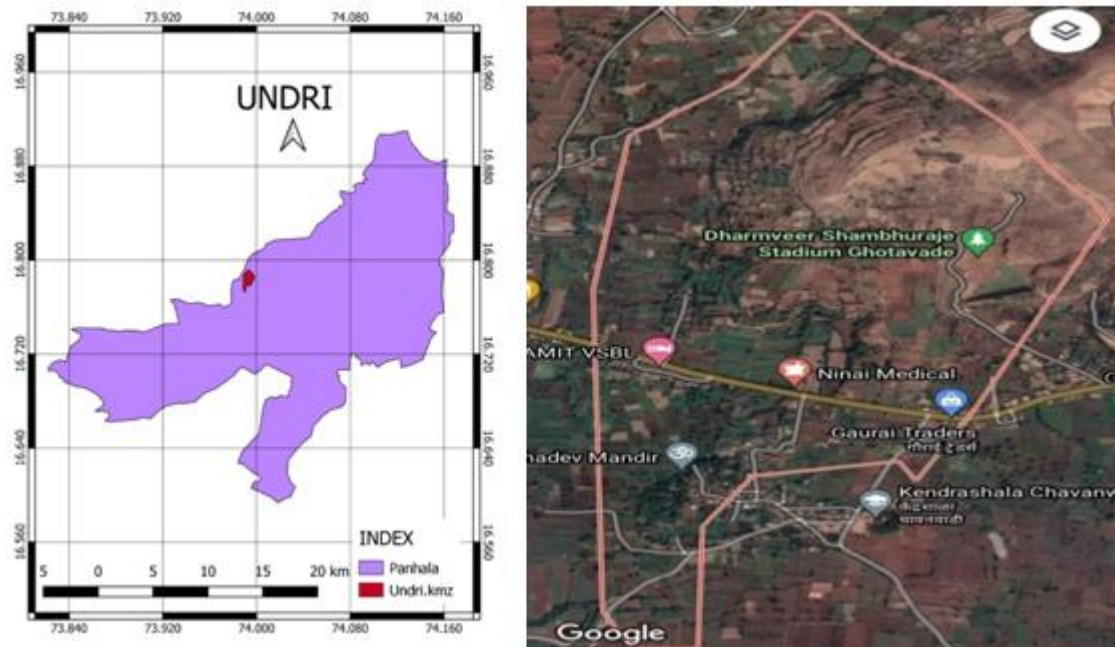 73.840 73.920 74.000 74.080 74.160
UNDRI
16.960 16.960
16.880 16.880
16.800 16.800
16.720 16.720
16.640 16.640
16.560 16.560
INDEX
Panhala
Undri.kmz
5 0 5 10 15 20 km
73.840 73.920 74.000 74.080 74.160
Dharmveer Shambhuraje
Stadium Ghotavade
AMIT VSBL
Ninai Medical
Gaurai Traders
गौराई ट्रेडर्स
hadev Mandir
Kendrashala Chavanw
केंद्रशाला
चावनवाडी
Google